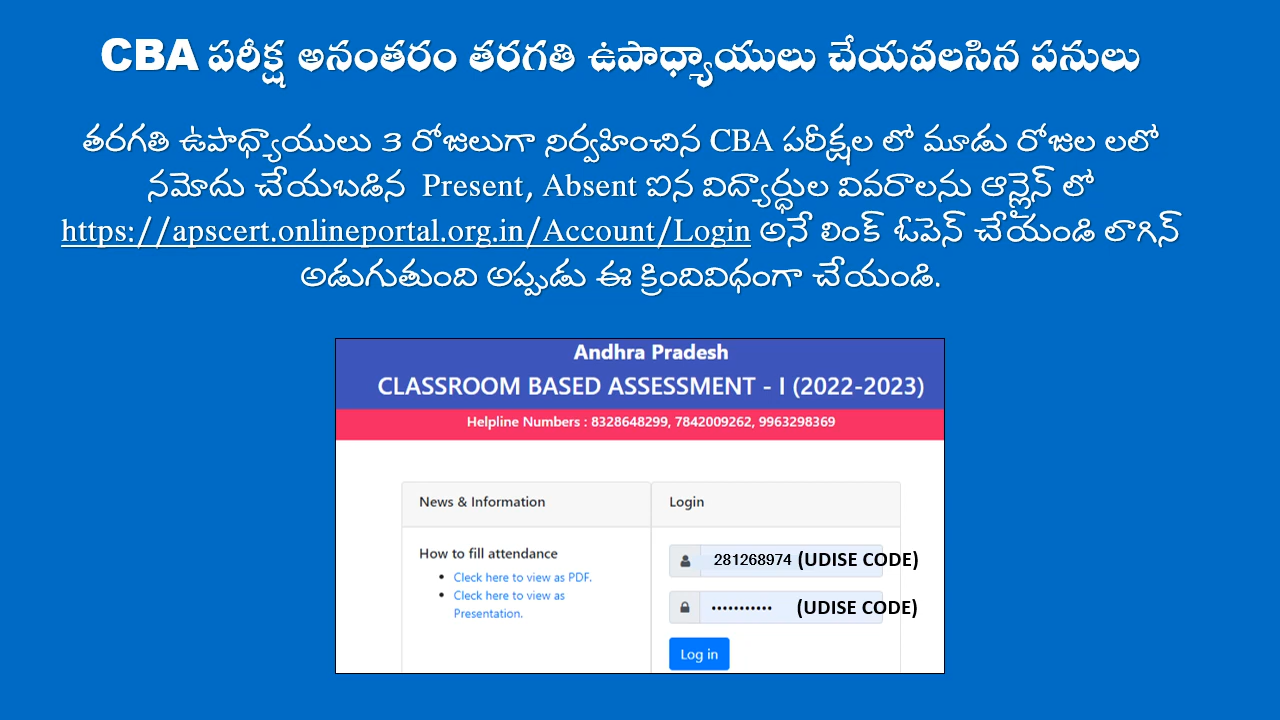 CBA పరీక్ష అనంతరం తరగతి ఉపాధ్యాయులు చేయవలసిన పనులు
తరగతి ఉపాధ్యాయులు 3 రోజులుగా నిర్వహించిన CBA పరీక్షల లో మూడు రోజుల లలో
నమోదు చేయబడిన Present, Absent ఐన విద్యార్ధుల వివరాలను ఆన్లైన్ లో
https://apscert.onlineportal.org.in/Account/Login అనే లింక్ ఓపెన్ చేయండి లాగిన్
అడుగుతుంది అప్పుడు ఈ క్రిందివిధంగా చేయండి.
Andhra Pradesh
CLASSROOM BASED ASSESSMENT - I (2022-2023)
Helpline Numbers : 8328648299, 7842009262, 9963298369
News & Information
How to fill attendance
Cleck here to view as PDF.
Cleck here to view as
Presentation.
Login
281268974 (UDISE CODE)
(UDISE CODE)
Log in